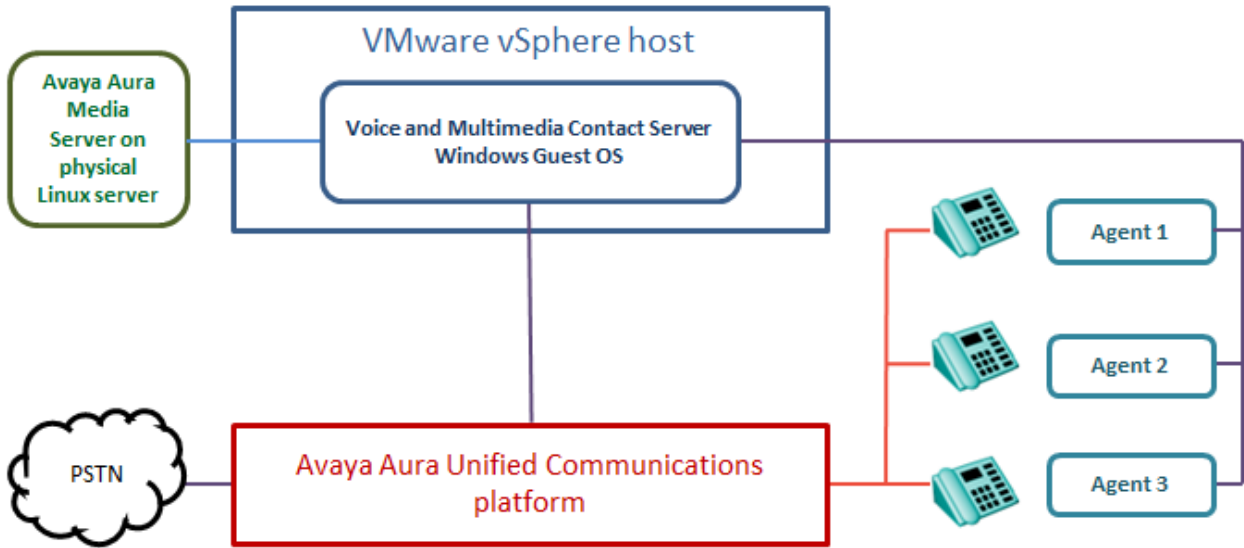 VMware vSphere host
Avaya Aura
Media
Server on
physical
Linux server
Voice and Multimedia Contact Server
Windows Guest OS
Agent 1
Agent 2
PSTN
Avaya Aura Unified Communications
platform
Agent 3